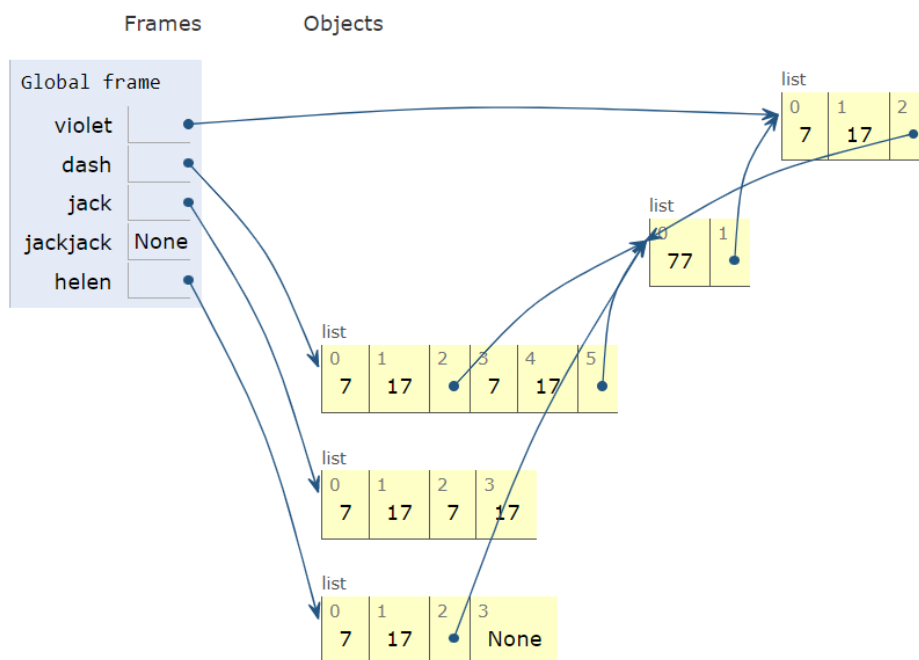 Frames Objects
Global frame
list
0 1 2
violet
7 17
dash
list
jack
0 1
jackjack None
77
helen
list
0 1 2 3 4 5
7 17 7 17
list
0 1 2 3
7 17 7 17
list
0 1 2 3
7 17 None